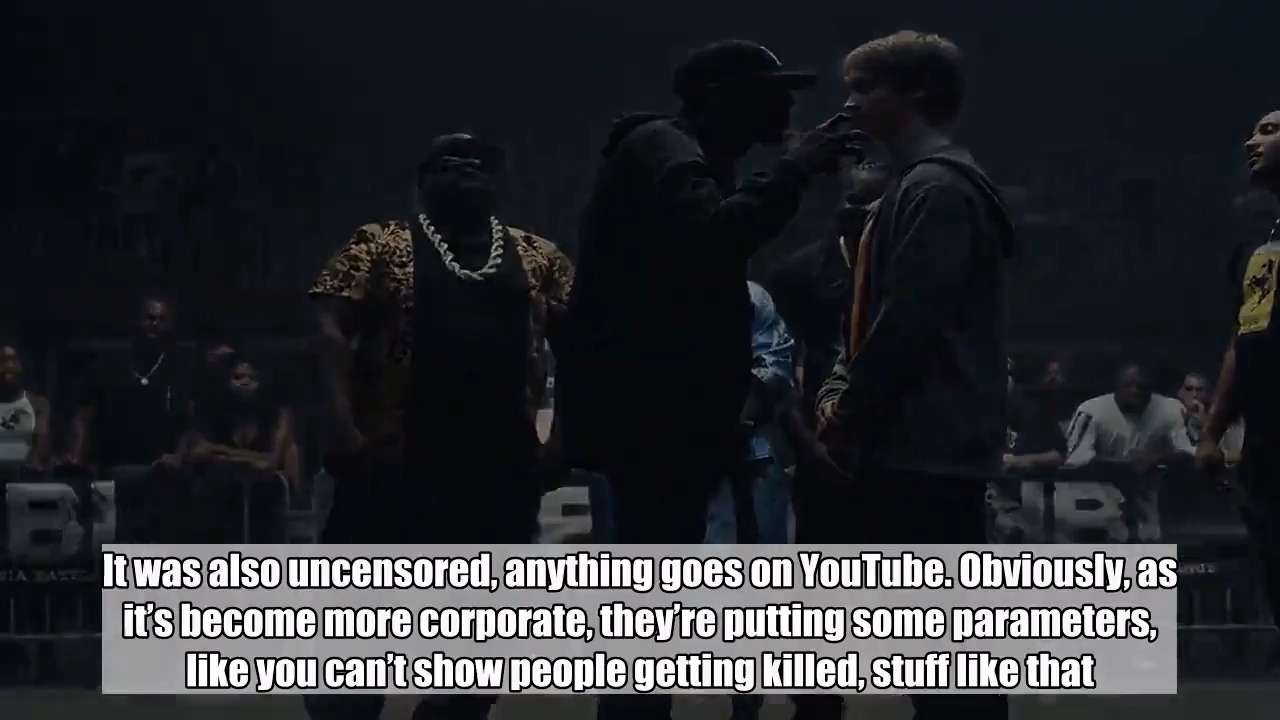 It was also uncensored, anything goes on YouTube. Obviously, as
it's become more corporate, they're putting some parameters,
like you can't show people getting killed, stuff like that